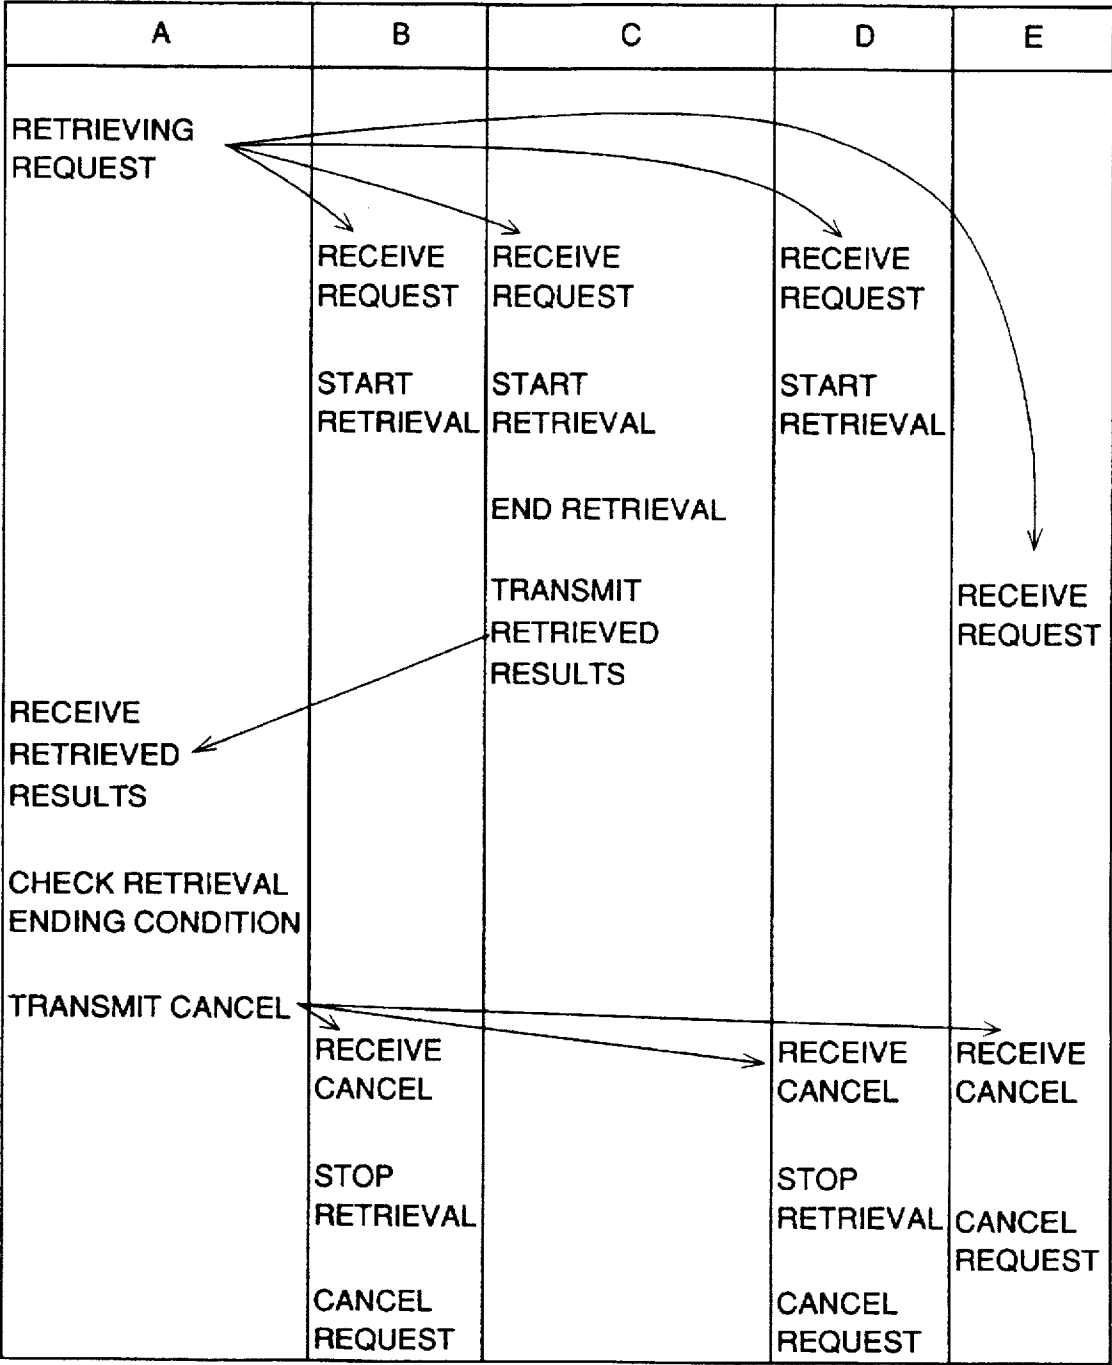 A B C D E
RETRIEVING
REQUEST
RECEIVE RECEIVE RECEIVE
REQUEST REQUEST REQUEST
START START START
RETRIEVAL RETRIEVAL RETRIEVAL
END RETRIEVAL
TRANSMIT RECEIVE
RETRIEVED REQUEST
RESULTS
RECEIVE
RETRIEVED
RESULTS
CHECK RETRIEVAL
ENDING CONDITION
TRANSMIT CANCEL
RECEIVE RECEIVE RECEIVE
CANCEL CANCEL CANCEL
STOP STOP
RETRIEVAL RETRIEVAL CANCEL
REQUEST
CANCEL CANCEL
REQUEST REQUEST